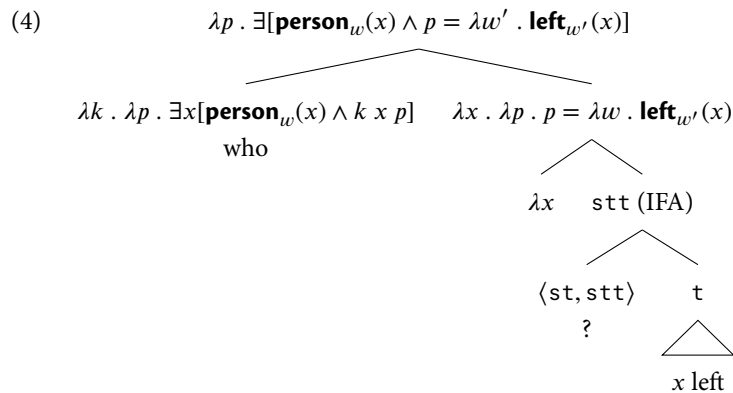 (4) λp . ∃[person_w(x) ∧ p = λw′ . left_w′(x)]
λk . λp . ∃x[person_w(x) ∧ k x p] λx . λp . p = λw . left_w′(x)
who
λx stt (IFA)
⟨st, stt⟩ t
?
x left